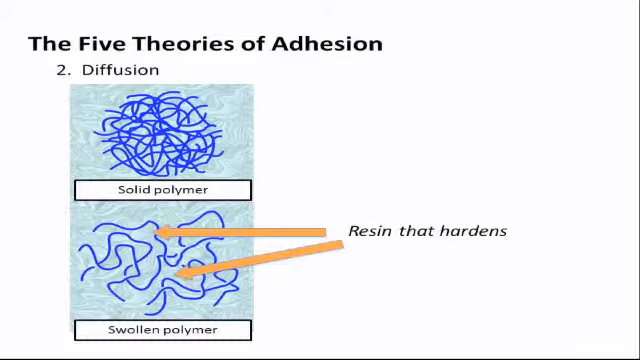 The Five Theories of Adhesion
2. Diffusion
Solid polymer
Resin that hardens
Swollen polymer